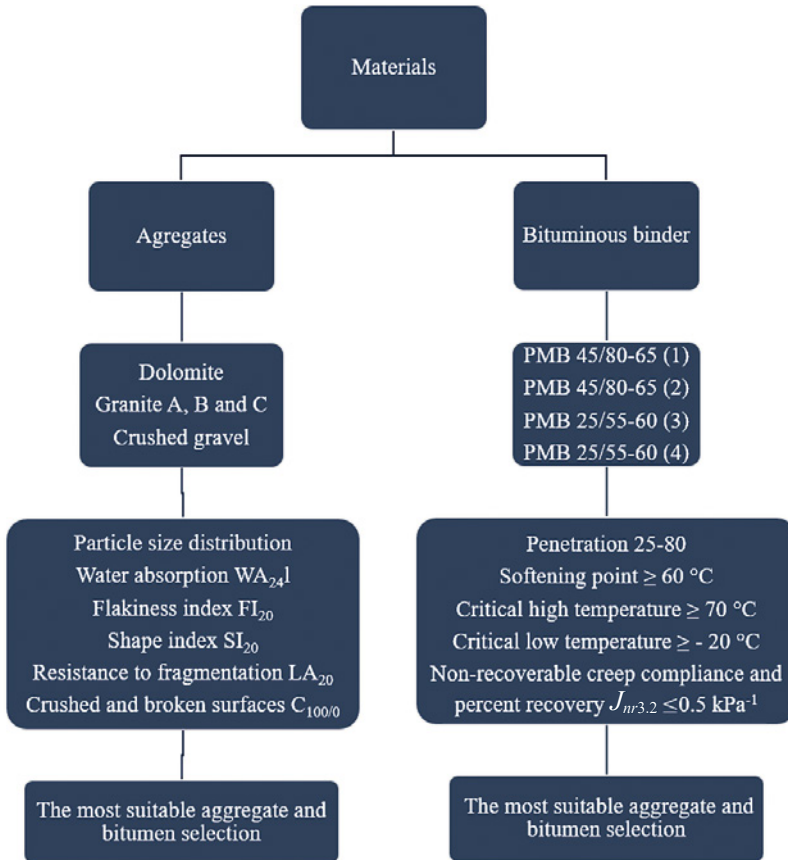 Materials
Agregates
Bituminous binder
Dolomite
Granite A, B and C
Crushed gravel
PMB 45/80-65 (1)
PMB 45/80-65 (2)
PMB 25/55-60 (3)
PMB 25/55-60 (4)
Particle size distribution
Water absorption WA₂₄l
Flakiness index FI₂₀
Shape index SI₂₀
Resistance to fragmentation LA₂₀
Crushed and broken surfaces C₁₀₀/₀
Penetration 25-80
Softening point ≥ 60 °C
Critical high temperature ≥ 70 °C
Critical low temperature ≥ - 20 °C
Non-recoverable creep compliance and
percent recovery Jnr3.2 ≤0.5 kPa⁻¹
The most suitable aggregate and
bitumen selection
The most suitable aggregate and
bitumen selection